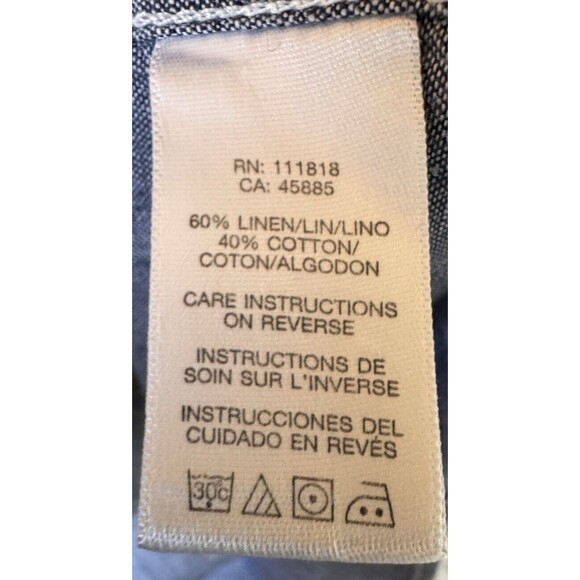 RN: 111818
CA: 45885
60% LINEN/LIN/LINO
40% COTTON/
COTON/ALGODON
CARE INSTRUCTIONS
ON REVERSE
INSTRUCTIONS DE
SOIN SUR L'INVERSE
INSTRUCCIONES DEL
CUIDADO EN REVÉS
30c